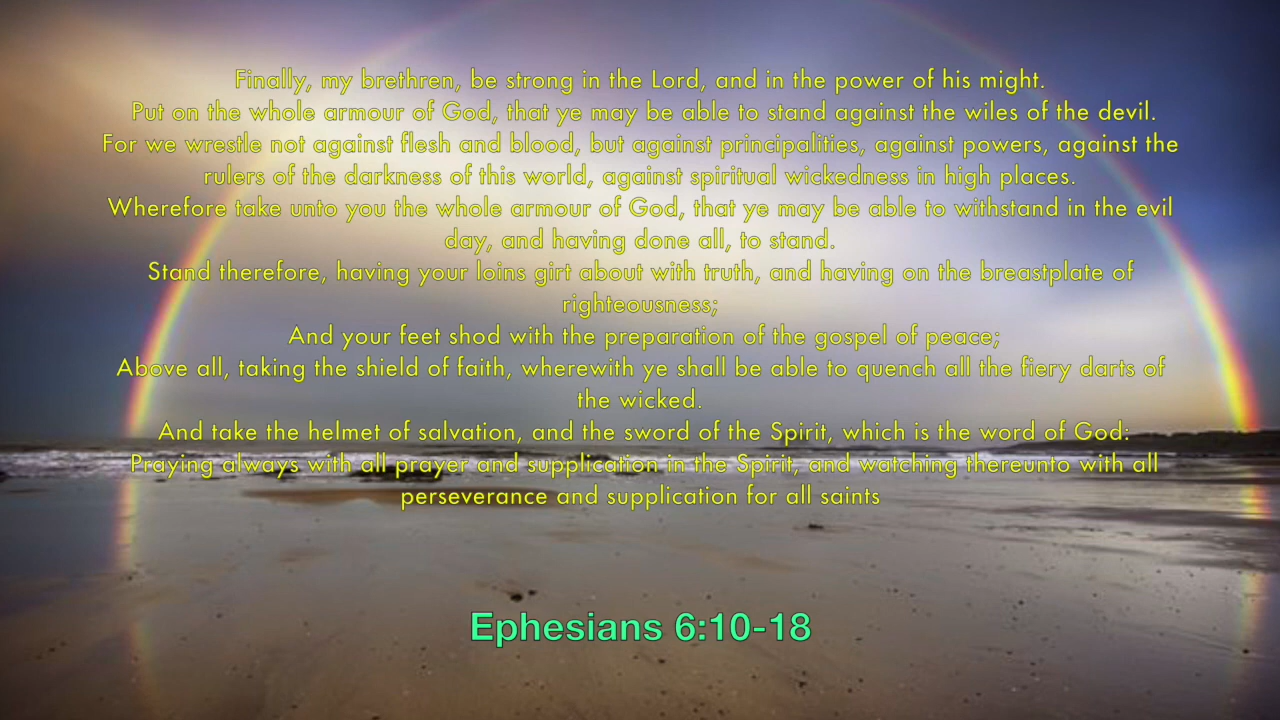 Finally, my brethren, be strong in the Lord, and in the power of his might.
Put on the whole armour of God, that ye may be able to stand against the wiles of the devil.
For we wrestle not against flesh and blood, but against principalities, against powers, against the
rulers of the darkness of this world, against spiritual wickedness in high places.
Wherefore take unto you the whole armour of God, that ye may be able to withstand in the evil
day, and having done all, to stand.
Stand therefore, having your loins girt about with truth, and having on the breastplate of
righteousness;
And your feet shod with the preparation of the gospel of peace;
Above all, taking the shield of faith, wherewith ye shall be able to quench all the fiery darts of
the wicked.
And take the helmet of salvation, and the sword of the Spirit, which is the word of God:
Praying always with all prayer and supplication in the Spirit, and watching thereunto with all
perseverance and supplication for all saints
Ephesians 6:10-18